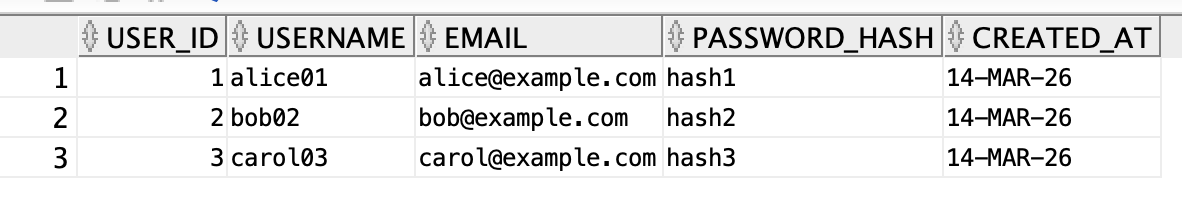 USER_ID USERNAME EMAIL PASSWORD_HASH CREATED_AT
1 1 alice01 alice@example.com hash1 14-MAR-26
2 2 bob02 bob@example.com hash2 14-MAR-26
3 3 carol03 carol@example.com hash3 14-MAR-26